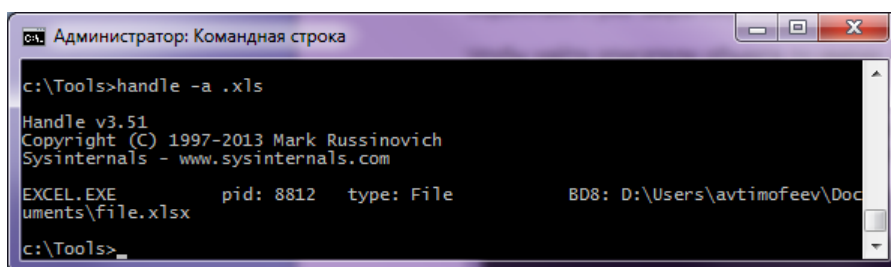 Администратор: Командная строка
c:\Tools>handle -a .xls
Handle v3.51
Copyright (C) 1997-2013 Mark Russinovich
Sysinternals - www.sysinternals.com
EXCEL.EXE pid: 8812 type: File BD8: D:\Users\avtimofeev\Doc
uments\file.xlsx
c:\Tools>_